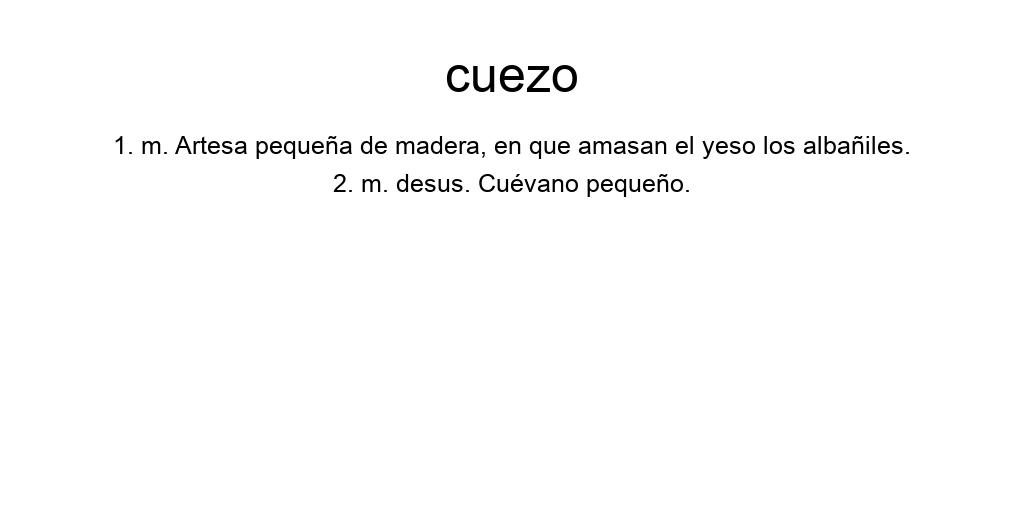 cuezo
1. m. Artesa pequeña de madera, en que amasan el yeso los albañiles.
2. m. desus. Cuévano pequeño.